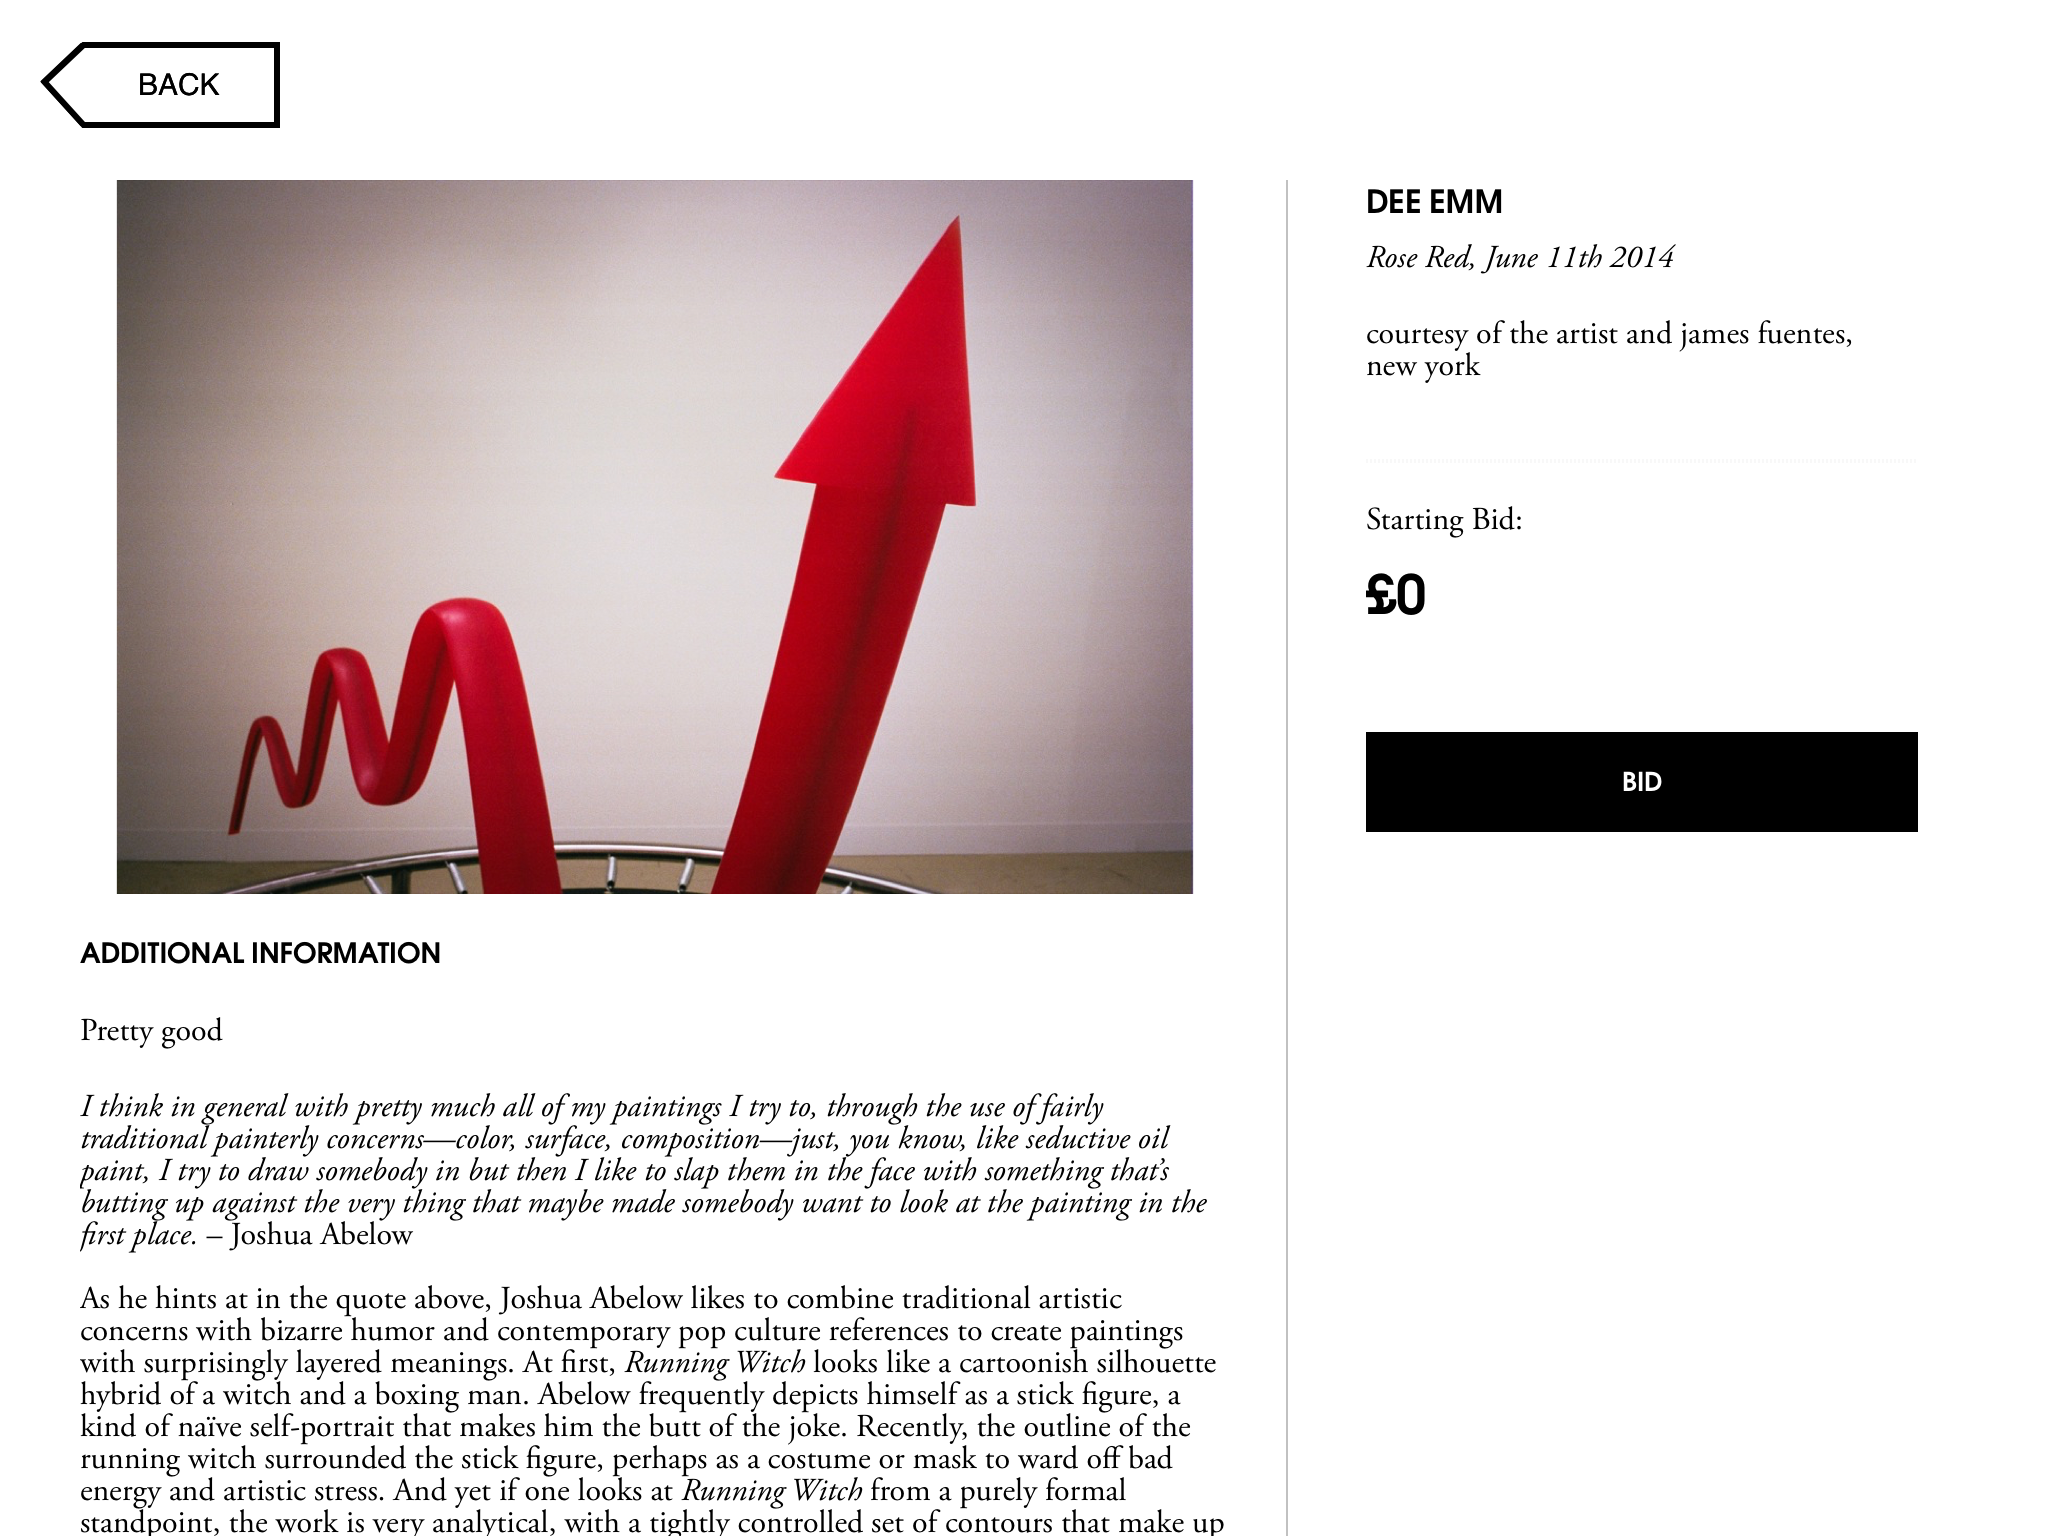 BACK
DEE EMM
Rose Red, June 11th 2014
courtesy of the artist and james fuentes,
new york
Starting Bid:
£0
BID
ADDITIONAL INFORMATION
Pretty good
I think in general with pretty much all of my paintings I try to, through the use of fairly
traditional painterly concerns—color, surface, composition—just, you know, like seductive oil
paint, I try to draw somebody in but then I like to slap them in the face with something that’s
butting up against the very thing that maybe made somebody want to look at the painting in the
first place. – Joshua Abelow
As he hints at in the quote above, Joshua Abelow likes to combine traditional artistic
concerns with bizarre humor and contemporary pop culture references to create paintings
with surprisingly layered meanings. At first, Running Witch looks like a cartoonish silhouette
hybrid of a witch and a boxing man. Abelow frequently depicts himself as a stick figure, a
kind of naïve self-portrait that makes him the butt of the joke. Recently, the outline of the
running witch surrounded the stick figure, perhaps as a costume or mask to ward off bad
energy and artistic stress. And yet if one looks at Running Witch from a purely formal
standpoint, the work is very analytical, with a tightly controlled set of contours that make up